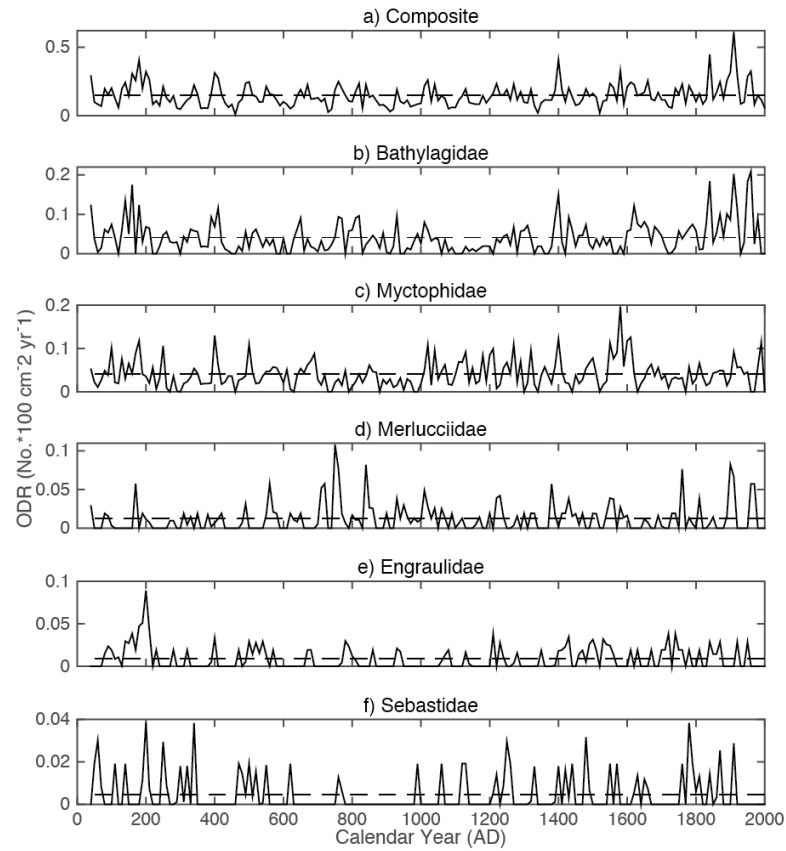 a) Composite
0.5
0
b) Bathylagidae
0.2
0.1
0
c) Myctophidae
0.2
0.1
0
d) Merlucciidae
0.1
0.05
0
e) Engraulidae
0.1
0.05
0
f) Sebastidae
0.04
0.02
0
0 200 400 600 800 1000 1200 1400 1600 1800 2000
Calendar Year (AD)
ODR (No.*100 cm⁻2 yr⁻1)